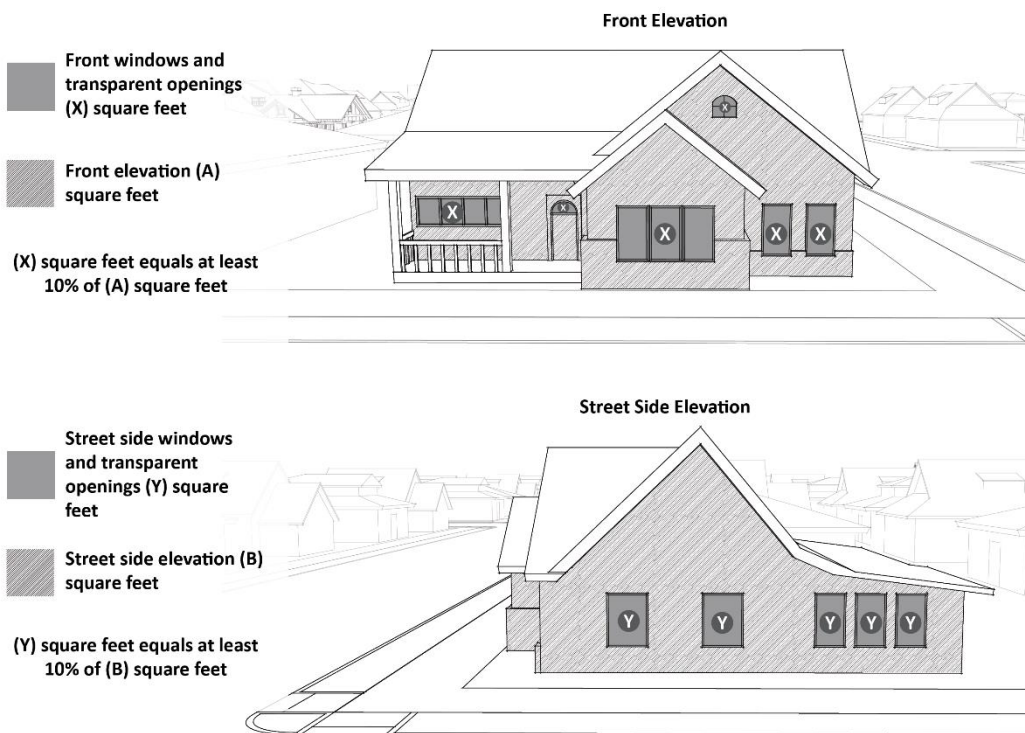 Front Elevation
Front windows and
transparent openings
(X) square feet
Front elevation (A)
square feet
(X) square feet equals at least
10% of (A) square feet
X
X
X
X
X
X
Street Side Elevation
Street side windows
and transparent
openings (Y) square
feet
Street side elevation (B)
square feet
(Y) square feet equals at least
10% of (B) square feet
Y
Y
Y
Y
Y